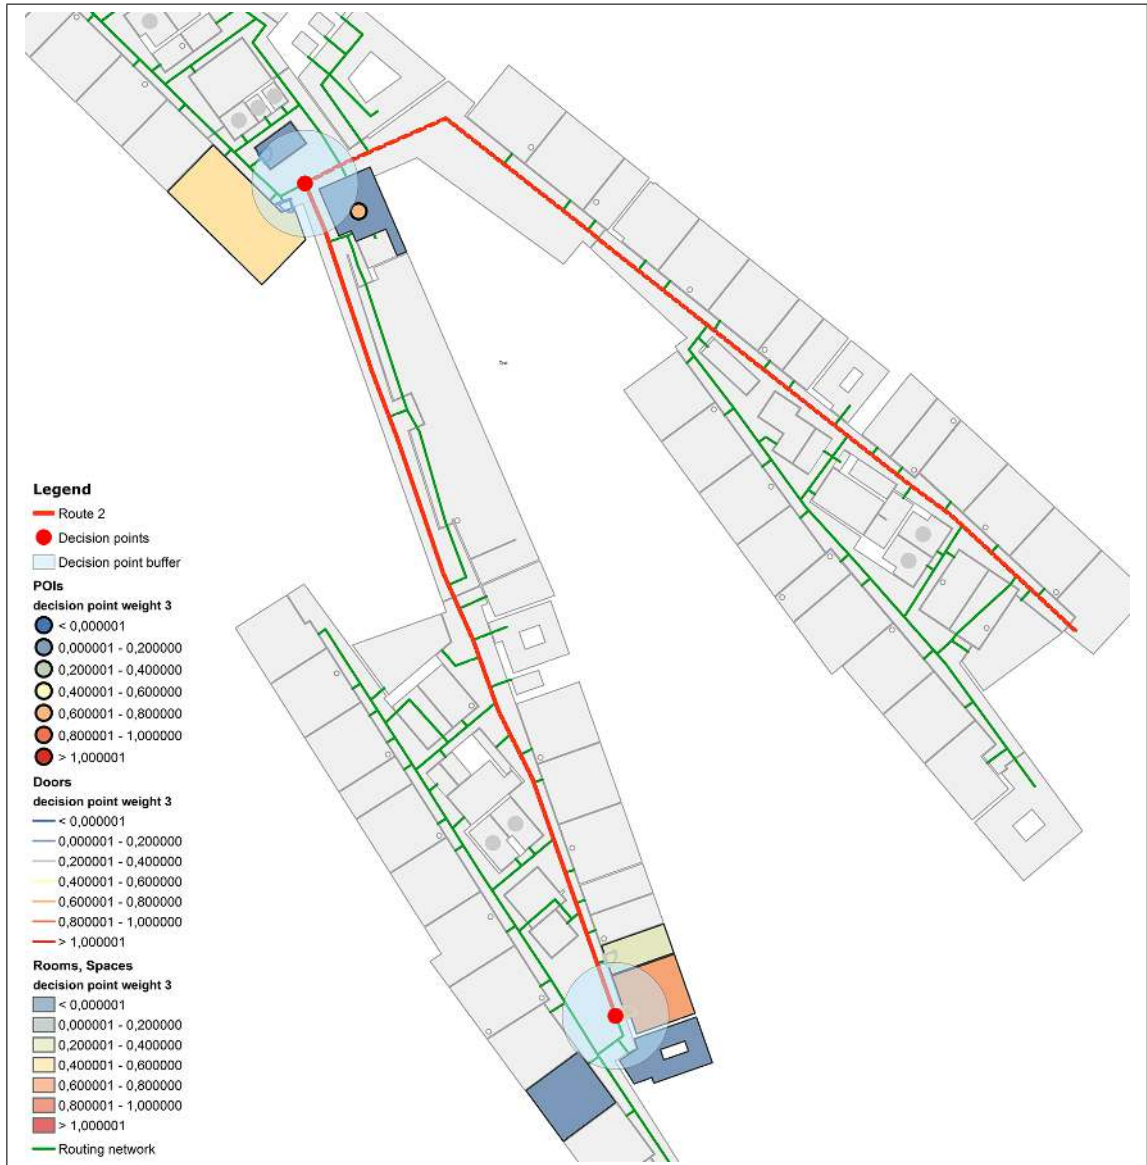 Legend
Route 2
Decision points
Decision point buffer
POIs
decision point weight 3
< 0,000001
0,000001 - 0,200000
0,200001 - 0,400000
0,400001 - 0,600000
0,600001 - 0,800000
0,800001 - 1,000000
> 1,000001
Doors
decision point weight 3
< 0,000001
0,000001 - 0,200000
0,200001 - 0,400000
0,400001 - 0,600000
0,600001 - 0,800000
0,800001 - 1,000000
> 1,000001
Rooms, Spaces
decision point weight 3
< 0,000001
0,000001 - 0,200000
0,200001 - 0,400000
0,400001 - 0,600000
0,600001 - 0,800000
0,800001 - 1,000000
> 1,000001
Routing network